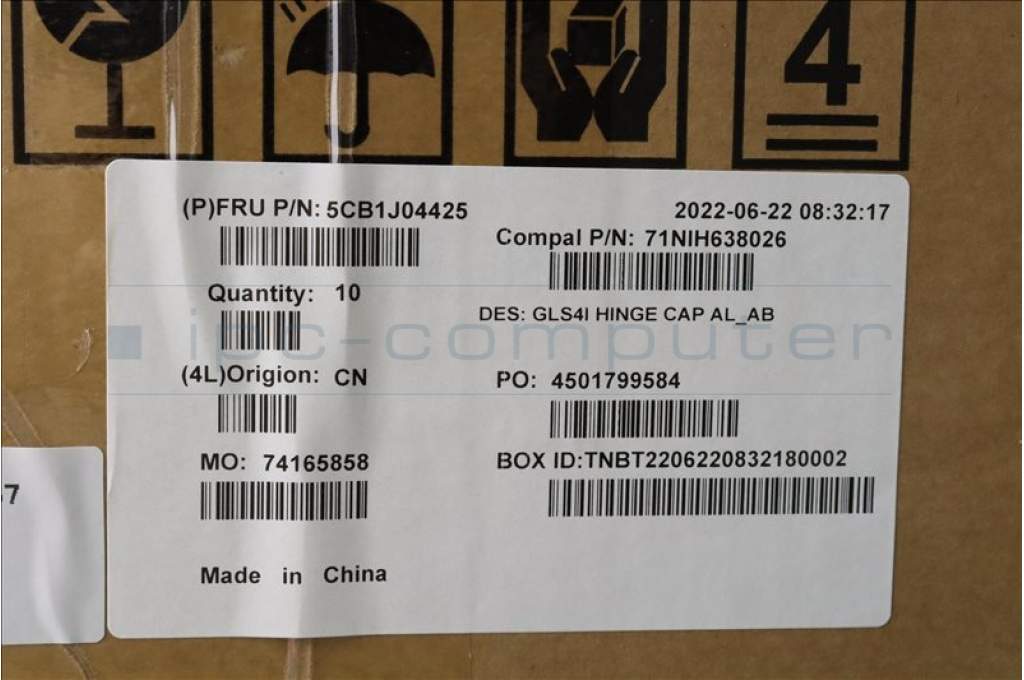 4
(P)FRU P/N: 5CB1J04425
2022-06-22 08:32:17
Compal P/N: 71NIH638026
Quantity: 10
DES: GLS4I HINGE CAP AL_AB
ipc-computer
(4L)Origion: CN
PO: 4501799584
MO: 74165858
BOX ID:TNBT2206220832180002
7
Made in China